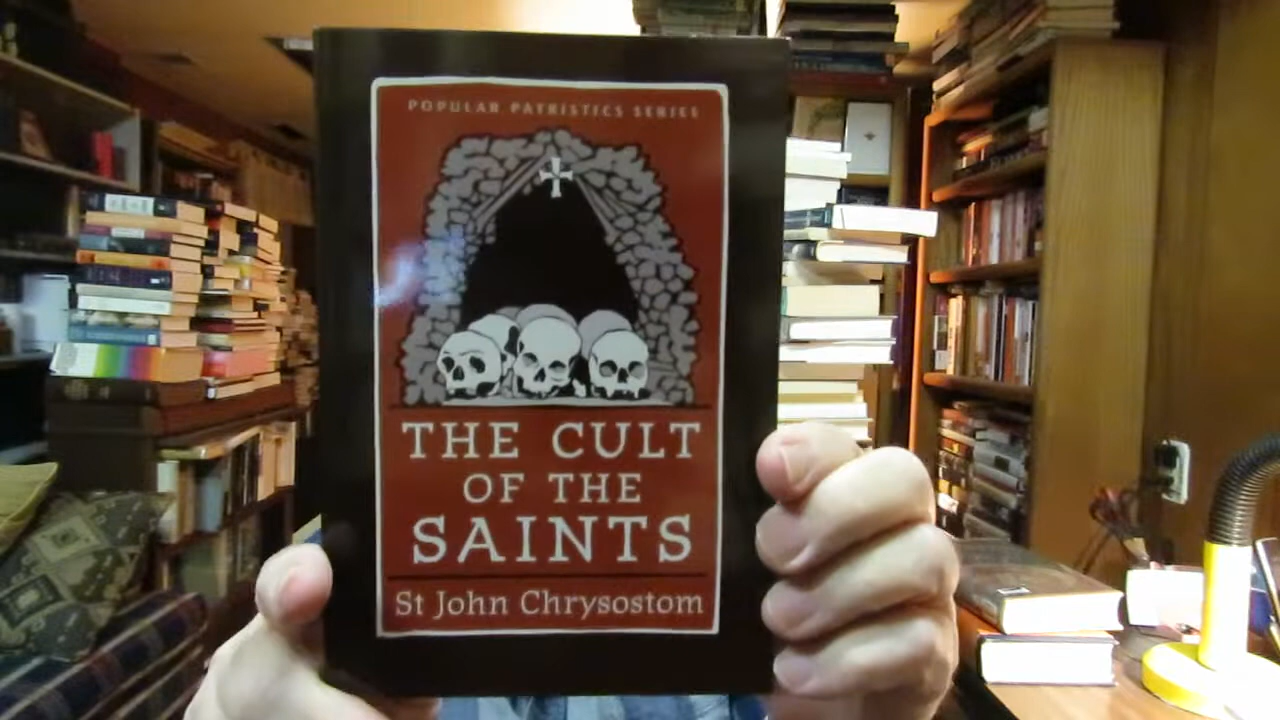 POPULAR PATRISTICS SERIES
THE CULT
OF THE
SAINTS
St John Chrysostom